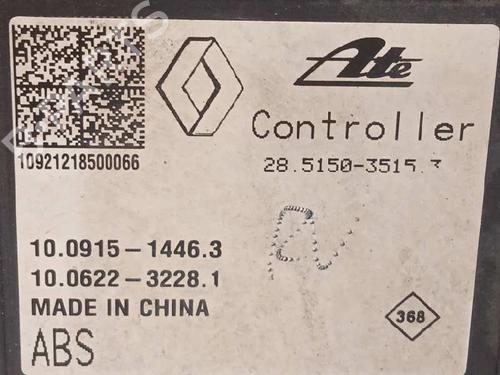 Ate
Controller
28.5150-3515.3
10921218500066
10.0915-1446.3
10.0622-3228.1
MADE IN CHINA
368
ABS